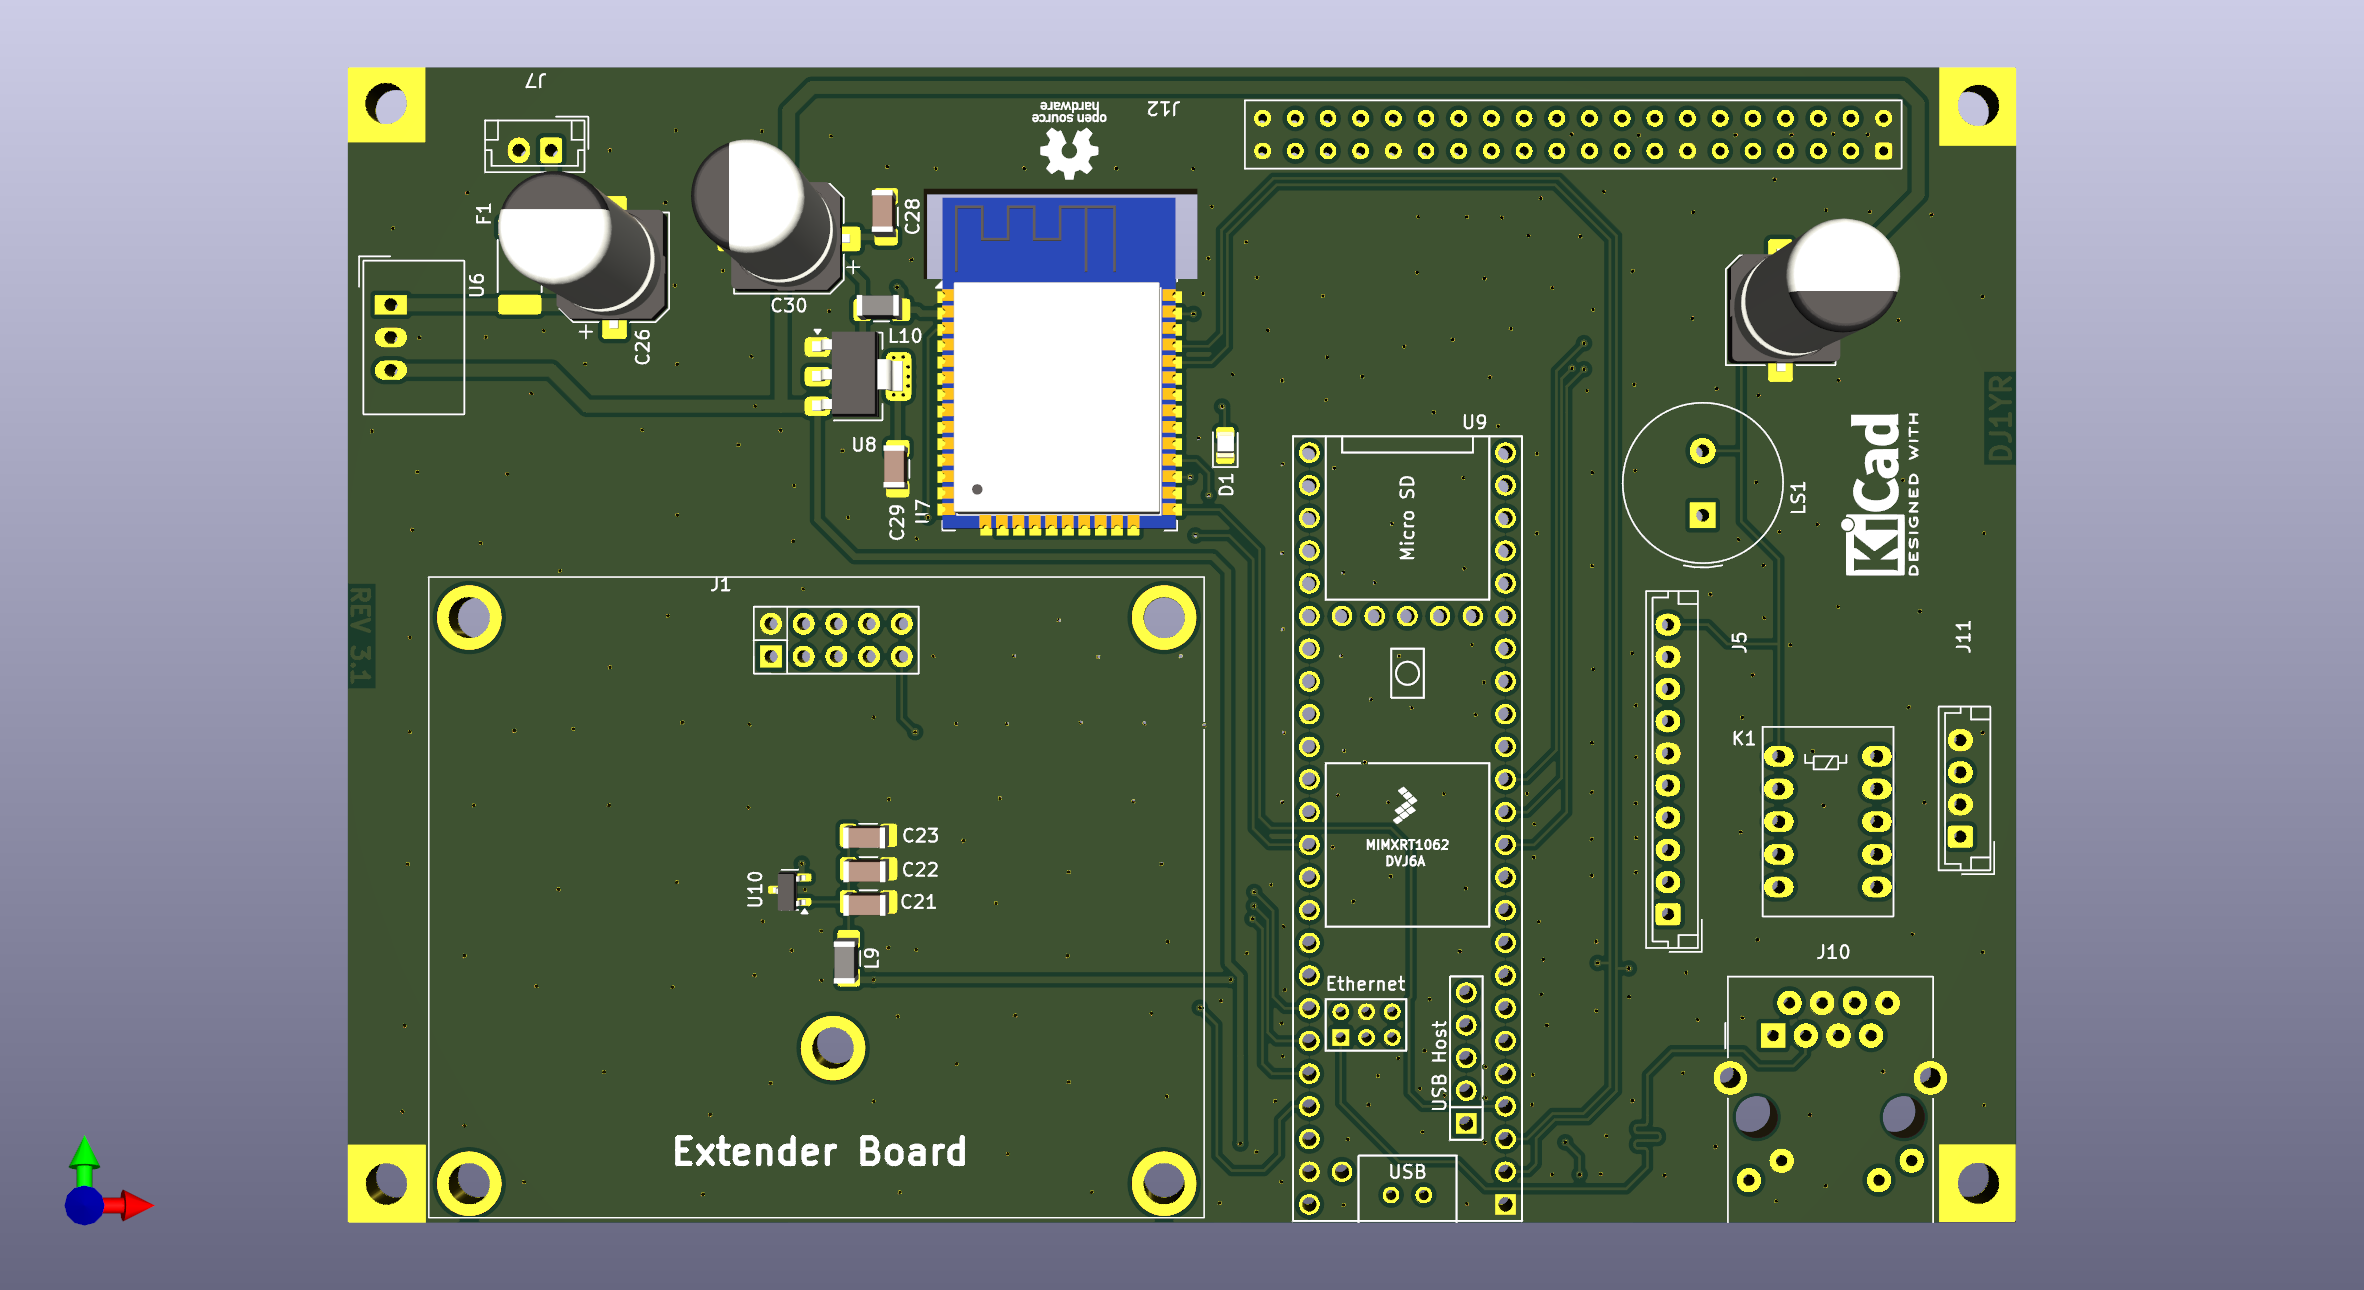 J7
open source
hardware
J12
F1
C28
U6
C30
C26
L10
U8
C29
U7
D1
U9
Micro SD
LS1
DJ1YR
KiCad
DESIGNED WITH
REV 3.1
J1
J5
J11
K1
MIMXRT1062
DVJ6A
C23
C22
C21
U10
L9
J10
Ethernet
USB Host
USB
Extender Board